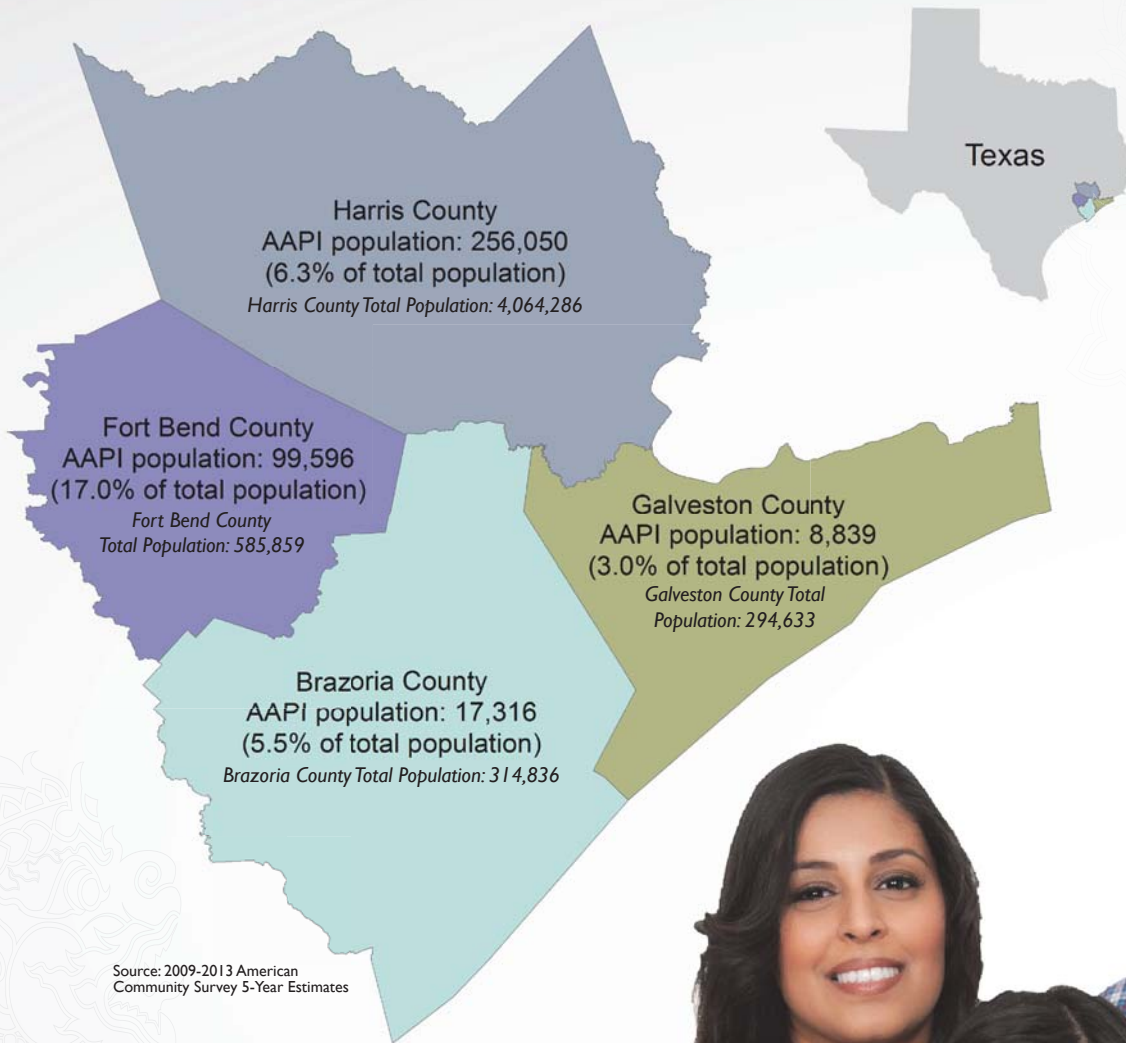 Texas
Harris County
AAPI population: 256,050
(6.3% of total population)
Harris County Total Population: 4,064,286
Fort Bend County
AAPI population: 99,596
(17.0% of total population)
Fort Bend County
Total Population: 585,859
Galveston County
AAPI population: 8,839
(3.0% of total population)
Galveston County Total
Population: 294,633
Brazoria County
AAPI population: 17,316
(5.5% of total population)
Brazoria County Total Population: 314,836
Source: 2009-2013 American
Community Survey 5-Year Estimates